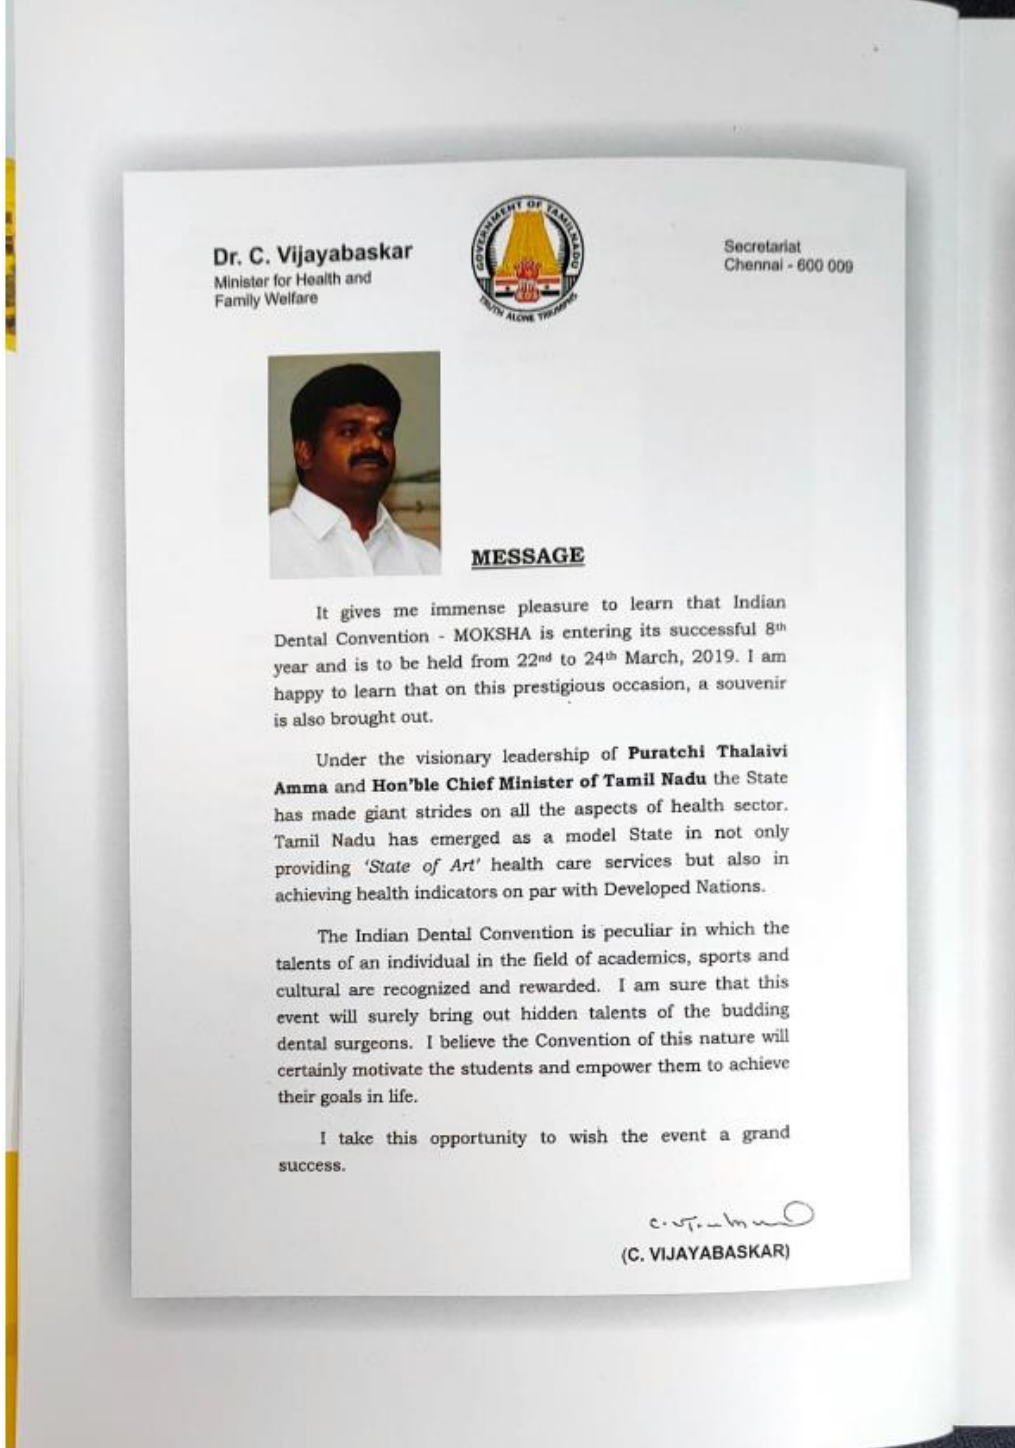 Dr. C. Vijayabaskar
Minister for Health and
Family Welfare
GOVERNMENT OF TAMILNADU
TRUTH ALONE TRIUMPHS
Secretariat
Chennai - 600 009
MESSAGE
It gives me immense pleasure to learn that Indian
Dental Convention - MOKSHA is entering its successful 8th
year and is to be held from 22nd to 24th March, 2019. I am
happy to learn that on this prestigious occasion, a souvenir
is also brought out.
Under the visionary leadership of Puratchi Thalaivi
Amma and Hon'ble Chief Minister of Tamil Nadu the State
has made giant strides on all the aspects of health sector.
Tamil Nadu has emerged as a model State in not only
providing 'State of Art' health care services but also in
achieving health indicators on par with Developed Nations.
The Indian Dental Convention is peculiar in which the
talents of an individual in the field of academics, sports and
cultural are recognized and rewarded. I am sure that this
event will surely bring out hidden talents of the budding
dental surgeons. I believe the Convention of this nature will
certainly motivate the students and empower them to achieve
their goals in life.
I take this opportunity to wish the event a grand
success.
(C. VIJAYABASKAR)